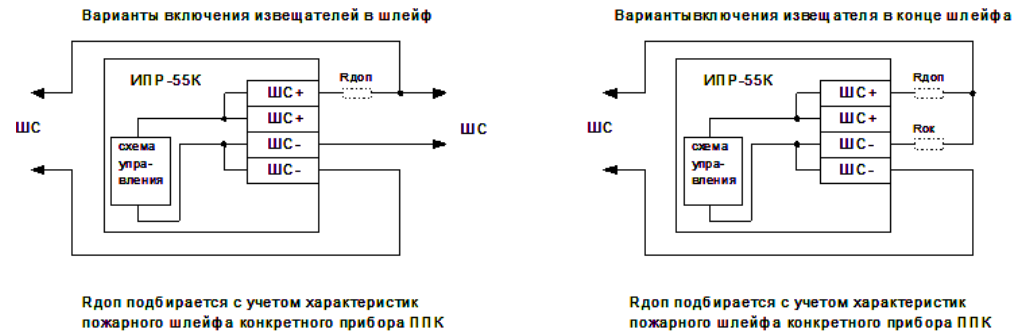 Варианты включения извещателей в шлейф
ИПР-55К
Rдоп
ШС+
ШС+
ШС-
ШС-
ШС
ШС
схема
упра-
вления
Rдоп подбирается с учетом характеристик
пожарного шлейфа конкретного прибора ППК
Вариантывключения извещателя в конце шлейфа
ИПР-55К
Rдоп
ШС+
ШС+
Rок
ШС-
ШС-
ШС
схема
упра-
вления
Rдоп подбирается с учетом характеристик
пожарного шлейфа конкретного прибора ППК